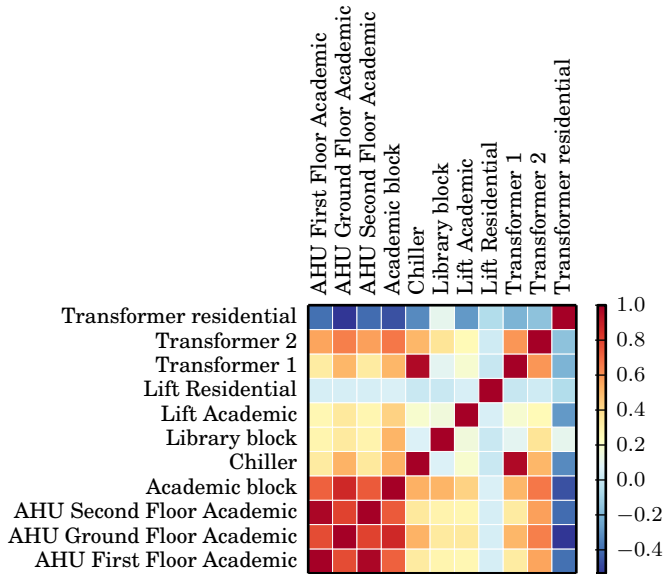 AHU First Floor Academic
AHU Ground Floor Academic
AHU Second Floor Academic
Academic block
Chiller
Library block
Lift Academic
Lift Residential
Transformer 1
Transformer 2
Transformer residential
Transformer residential
Transformer 2
Transformer 1
Lift Residential
Lift Academic
Library block
Chiller
Academic block
AHU Second Floor Academic
AHU Ground Floor Academic
AHU First Floor Academic
1.0
0.8
0.6
0.4
0.2
0.0
−0.2
−0.4